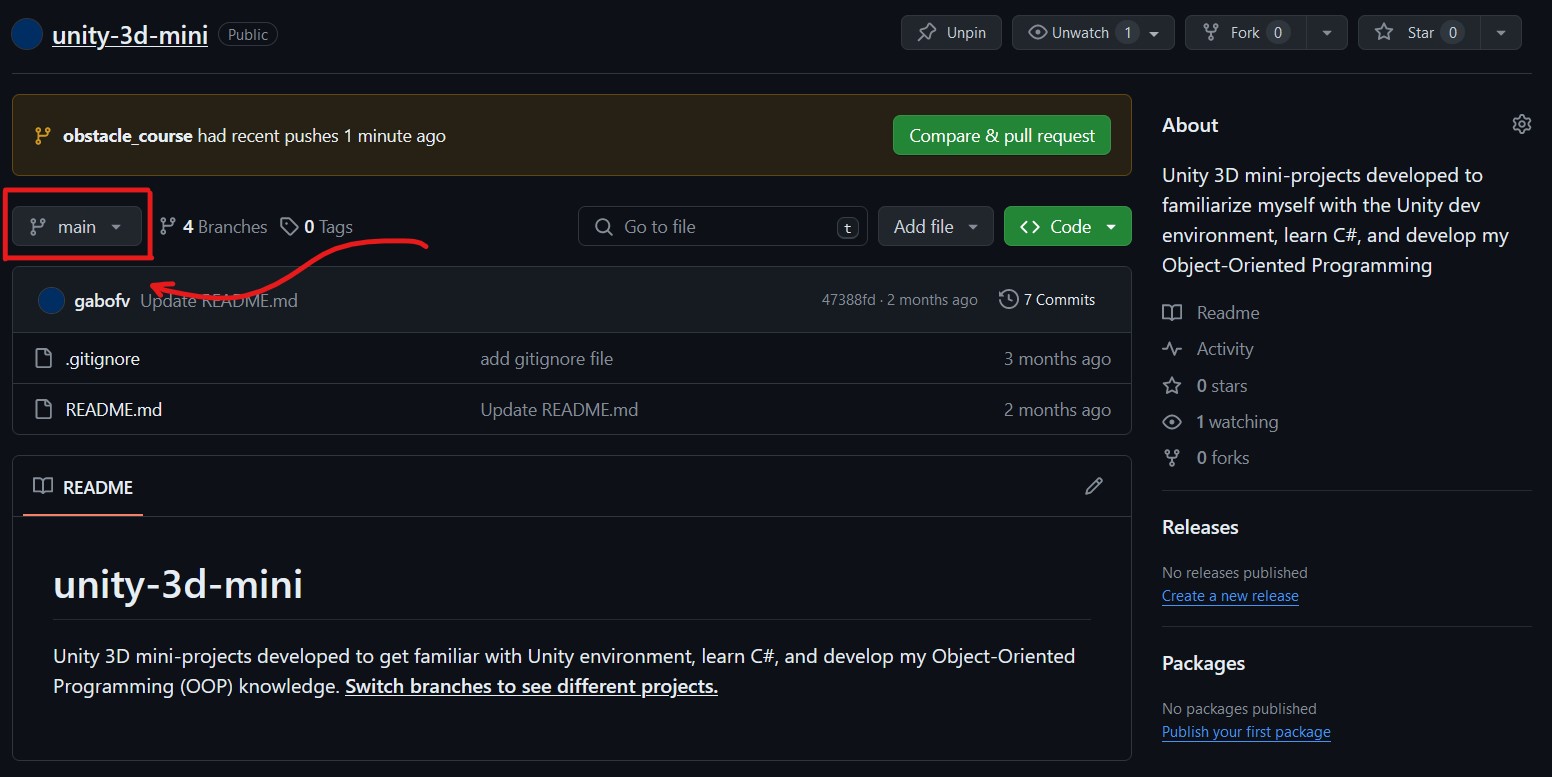 unity-3d-mini Public Unpin Unwatch 1 Fork 0 Star 0
obstacle_course had recent pushes 1 minute ago Compare & pull request
main 4 Branches 0 Tags Go to file t Add file Code
gabofv Update README.md 47388fd · 2 months ago 7 Commits
.gitignore add gitignore file 3 months ago
README.md Update README.md 2 months ago
README
unity-3d-mini
Unity 3D mini-projects developed to get familiar with Unity environment, learn C#, and develop my Object-Oriented
Programming (OOP) knowledge. Switch branches to see different projects.
About
Unity 3D mini-projects developed to
familiarize myself with the Unity dev
environment, learn C#, and develop my
Object-Oriented Programming
Readme
Activity
0 stars
1 watching
0 forks
Releases
No releases published
Create a new release
Packages
No packages published
Publish your first package